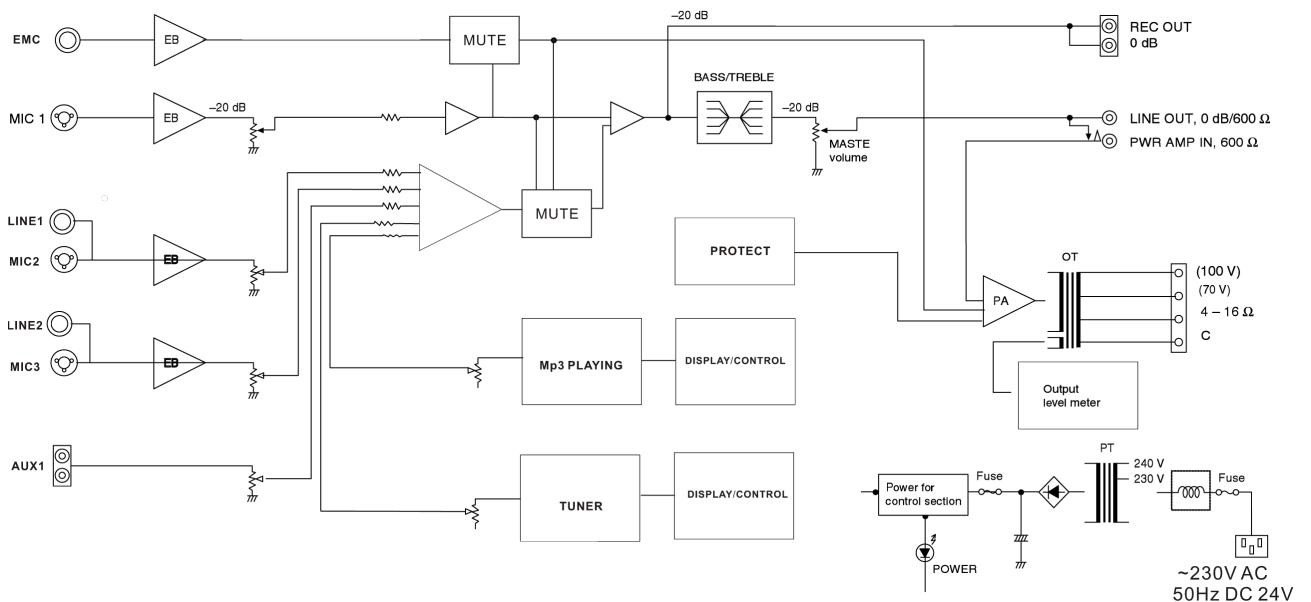 –20 dB
EMC
EB
MUTE
REC OUT
0 dB
BASS/TREBLE
MIC 1
EB
–20 dB
–20 dB
LINE OUT, 0 dB/600 Ω
MASTE
volume
PWR AMP IN, 600 Ω
LINE1
MUTE
MIC2
EB
PROTECT
OT
(100 V)
(70 V)
PA
4 – 16 Ω
C
LINE2
MIC3
EB
Mp3 PLAYING
DISPLAY/CONTROL
Output
level meter
AUX1
TUNER
DISPLAY/CONTROL
PT
240 V
230 V
Fuse
Fuse
Power for
control section
POWER
~230V AC
50Hz DC 24V